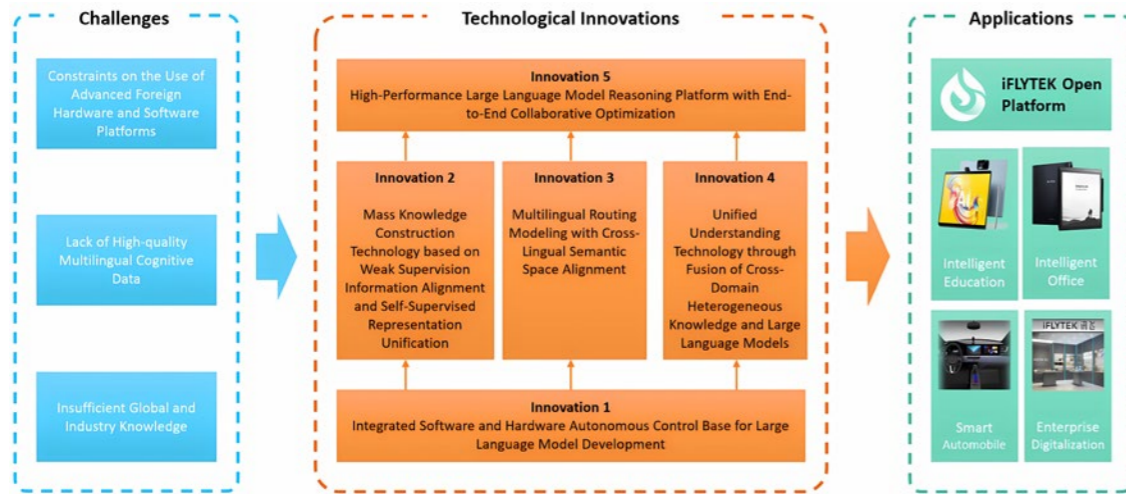 Challenges
Constraints on the Use of
Advanced Foreign
Hardware and Software
Platforms
Lack of High-quality
Multilingual Cognitive
Data
Insufficient Global and
Industry Knowledge
Technological Innovations
Innovation 5
High-Performance Large Language Model Reasoning Platform with End-
to-End Collaborative Optimization
Innovation 2
Mass Knowledge
Construction
Technology based on
Weak Supervision
Information Alignment
and Self-Supervised
Representation
Unification
Innovation 3
Multilingual Routing
Modeling with Cross-
Lingual Semantic
Space Alignment
Innovation 4
Unified
Understanding
Technology through
Fusion of Cross-
Domain
Heterogeneous
Knowledge and Large
Language Models
Innovation 1
Integrated Software and Hardware Autonomous Control Base for Large
Language Model Development
Applications
iFLYTEK Open
Platform
Intelligent
Education
Intelligent
Office
Smart
Automobile
iFLYTEK
Enterprise
Digitalization